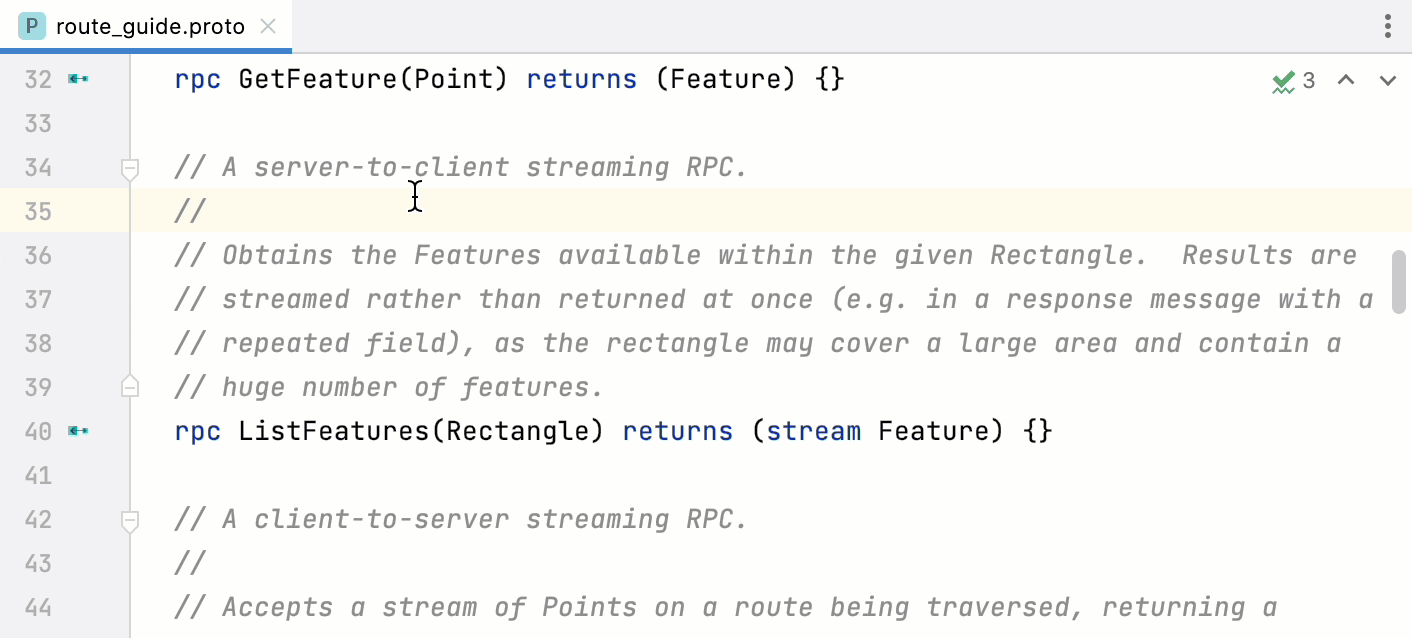 P route_guide.proto
32 rpc GetFeature(Point) returns (Feature) {} 3
33
34 // A server-to-client streaming RPC.
35 //
36 // Obtains the Features available within the given Rectangle.  Results are
37 // streamed rather than returned at once (e.g. in a response message with a
38 // repeated field), as the rectangle may cover a large area and contain a
39 // huge number of features.
40 rpc ListFeatures(Rectangle) returns (stream Feature) {}
41
42 // A client-to-server streaming RPC.
43 //
44 // Accepts a stream of Points on a route being traversed, returning a